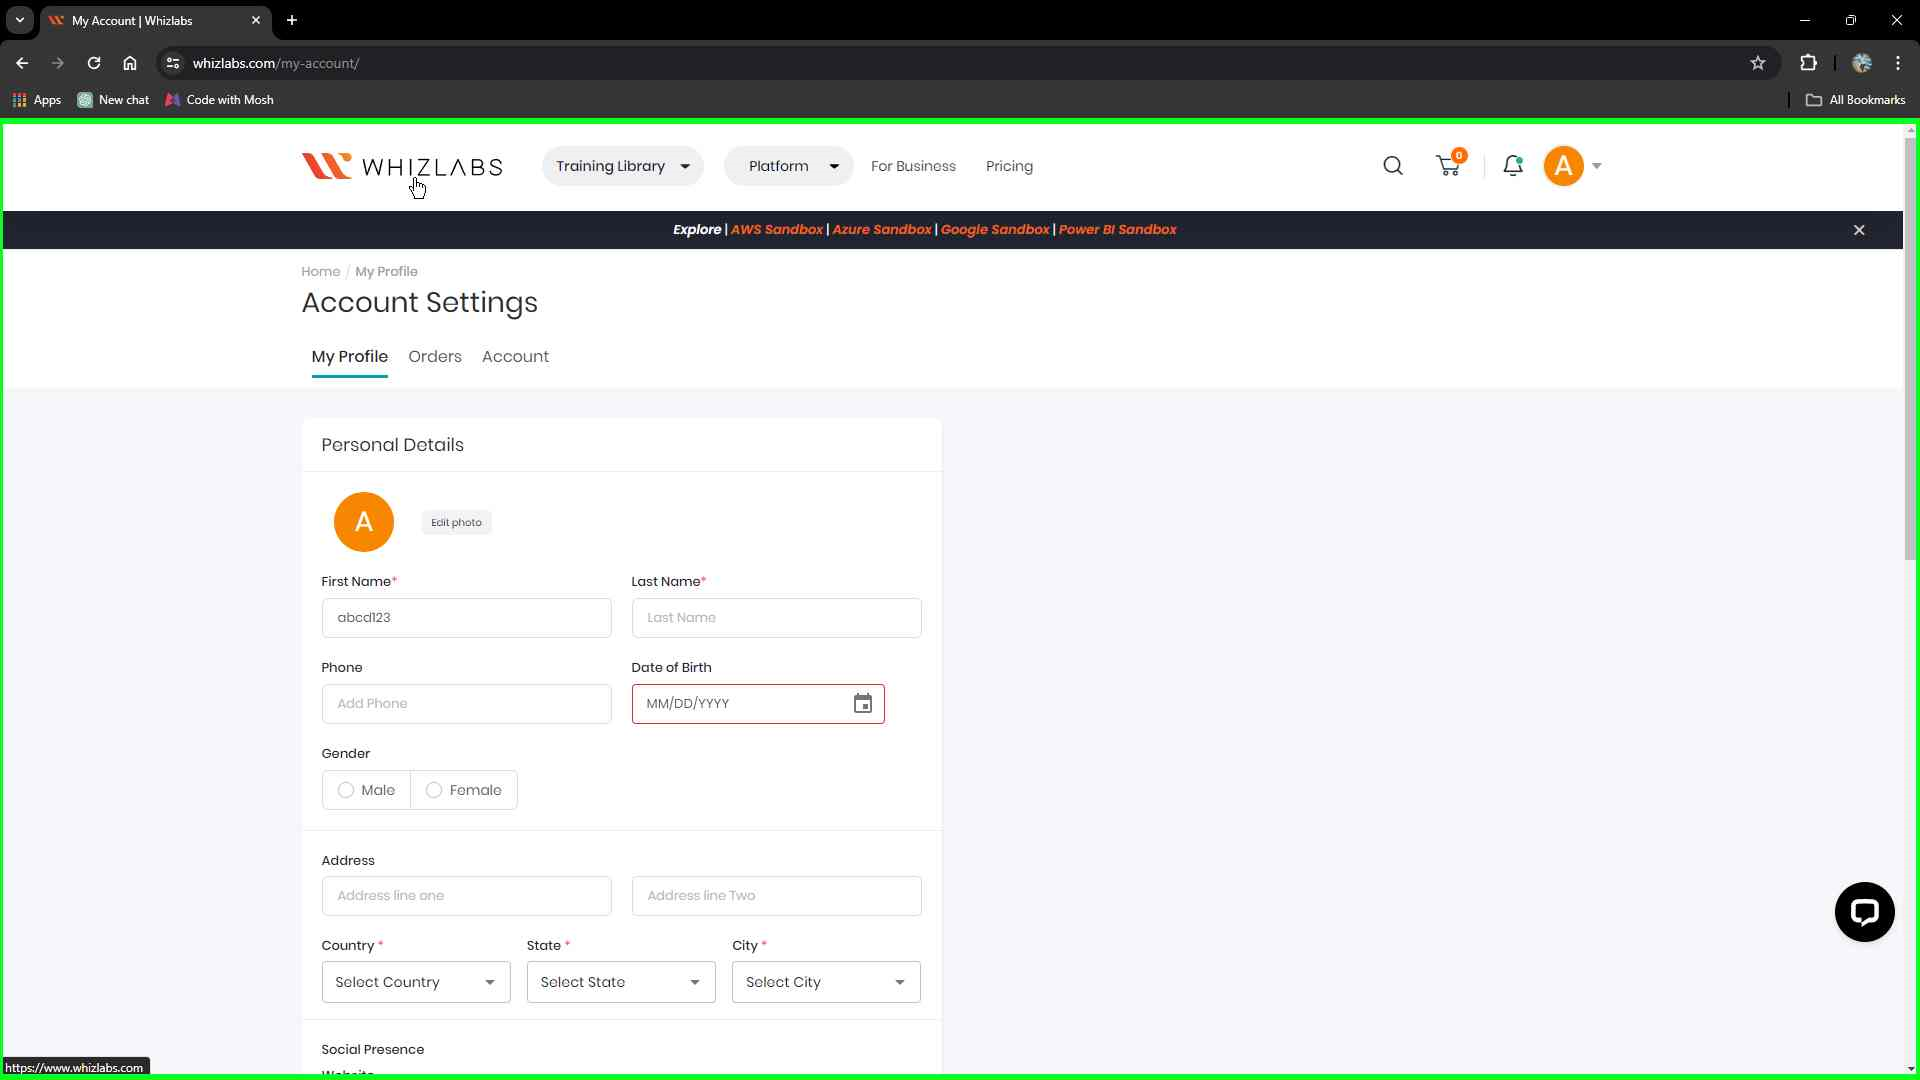 My Account | Whizlabs
whizlabs.com/my-account/
Apps
New chat
Code with Mosh
All Bookmarks
WHIZLABS
Training Library
Platform
For Business
Pricing
0
A
Explore | AWS Sandbox | Azure Sandbox | Google Sandbox | Power BI Sandbox
Home / My Profile
Account Settings
My Profile
Orders
Account
Personal Details
A
Edit photo
First Name*
Last Name*
abcd123
Last Name
Phone
Date of Birth
Add Phone
MM/DD/YYYY
Gender
Male
Female
Address
Address line one
Address line Two
Country *
State *
City *
Select Country
Select State
Select City
Social Presence
Website
https://www.whizlabs.com